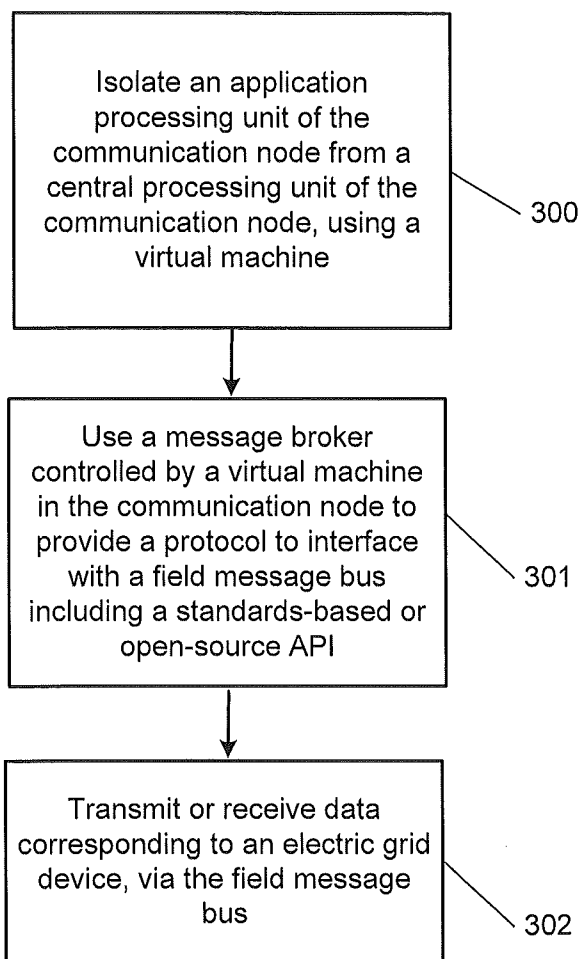 Isolate an application
processing unit of the
communication node from a
central processing unit of the
communication node, using a
virtual machine
300
Use a message broker
controlled by a virtual machine
in the communication node to
provide a protocol to interface
with a field message bus
including a standards-based or
open-source API
301
Transmit or receive data
corresponding to an electric grid
device, via the field message
bus
302